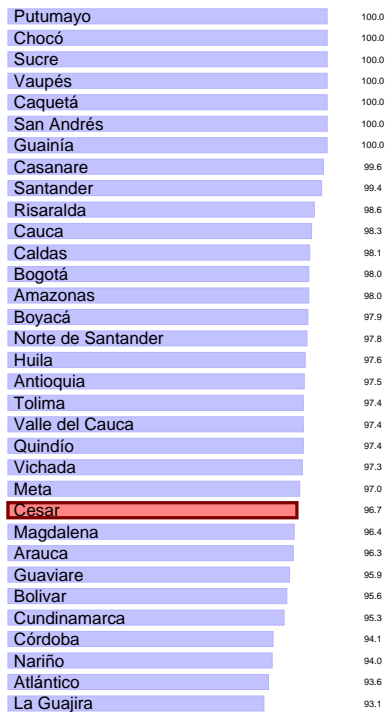 Putumayo 100.0
Chocó 100.0
Sucre 100.0
Vaupés 100.0
Caquetá 100.0
San Andrés 100.0
Guainía 100.0
Casanare 99.6
Santander 99.4
Risaralda 98.6
Cauca 98.3
Caldas 98.1
Bogotá 98.0
Amazonas 98.0
Boyacá 97.9
Norte de Santander 97.8
Huila 97.6
Antioquia 97.5
Tolima 97.4
Valle del Cauca 97.4
Quindío 97.4
Vichada 97.3
Meta 97.0
Cesar 96.7
Magdalena 96.4
Arauca 96.3
Guaviare 95.9
Bolivar 95.6
Cundinamarca 95.3
Córdoba 94.1
Nariño 94.0
Atlántico 93.6
La Guajira 93.1